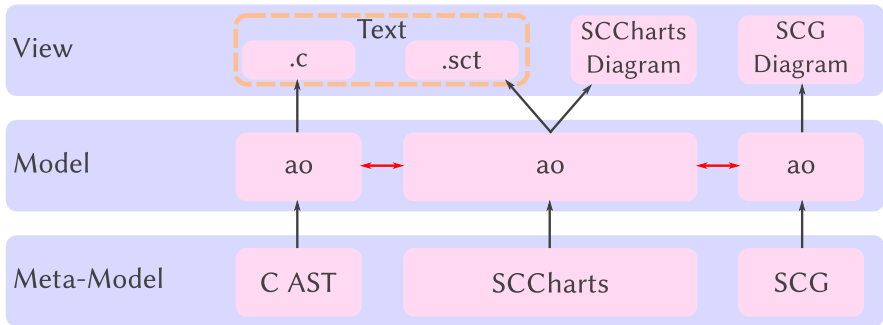 View
Text
.c
.sct
SCCharts
Diagram
SCG
Diagram
Model
ao
ao
ao
Meta-Model
C AST
SCCharts
SCG